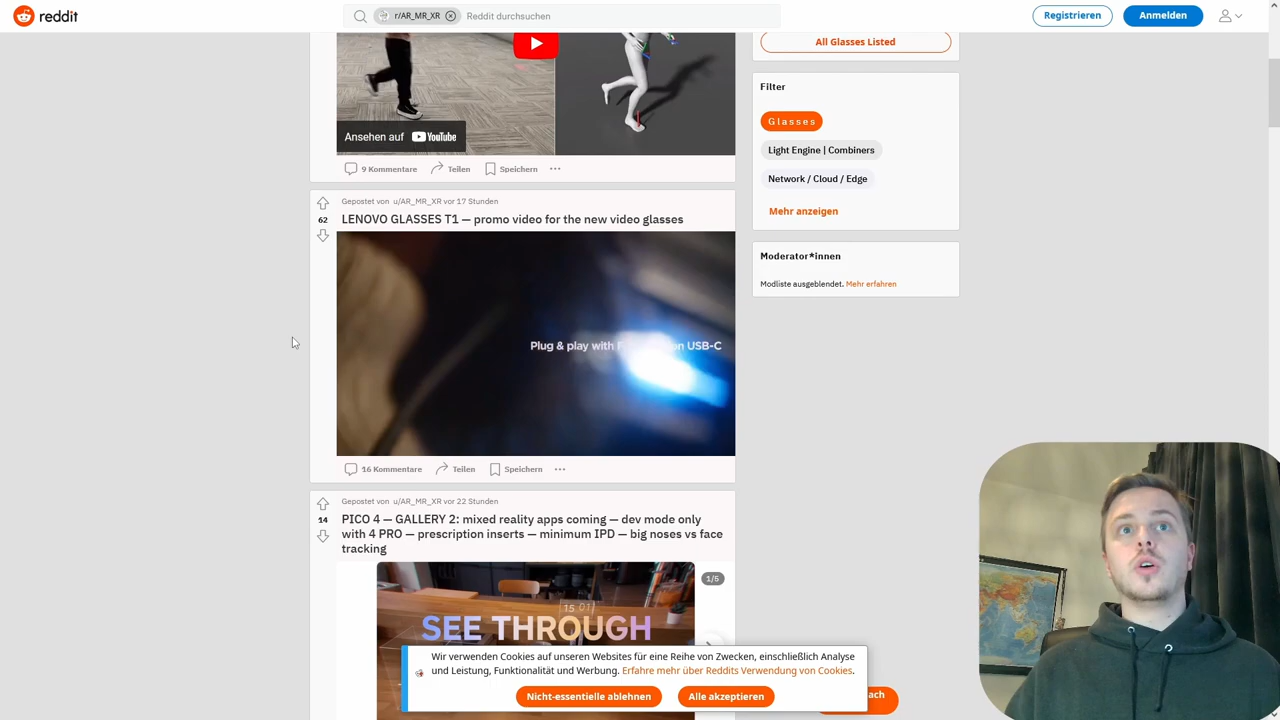 reddit
r/AR_MR_XR
Reddit durchsuchen
Registrieren
Anmelden
All Glasses Listed
Ansehen auf YouTube
9 Kommentare
Teilen
Speichern
Filter
Glasses
Light Engine | Combiners
Network / Cloud / Edge
Mehr anzeigen
Moderator*innen
Modliste ausgeblendet. Mehr erfahren
Gepostet von u/AR_MR_XR vor 17 Stunden
62
LENOVO GLASSES T1 — promo video for the new video glasses
Plug & play with
on USB-C
16 Kommentare
Teilen
Speichern
Gepostet von u/AR_MR_XR vor 22 Stunden
14
PICO 4 — GALLERY 2: mixed reality apps coming — dev mode only
with 4 PRO — prescription inserts — minimum IPD — big noses vs face
tracking
1/5
15 01
SEE THROUGH
Wir verwenden Cookies auf unseren Websites für eine Reihe von Zwecken, einschließlich Analyse
und Leistung, Funktionalität und Werbung. Erfahre mehr über Reddits Verwendung von Cookies.
Nicht-essentielle ablehnen
Alle akzeptieren
ach